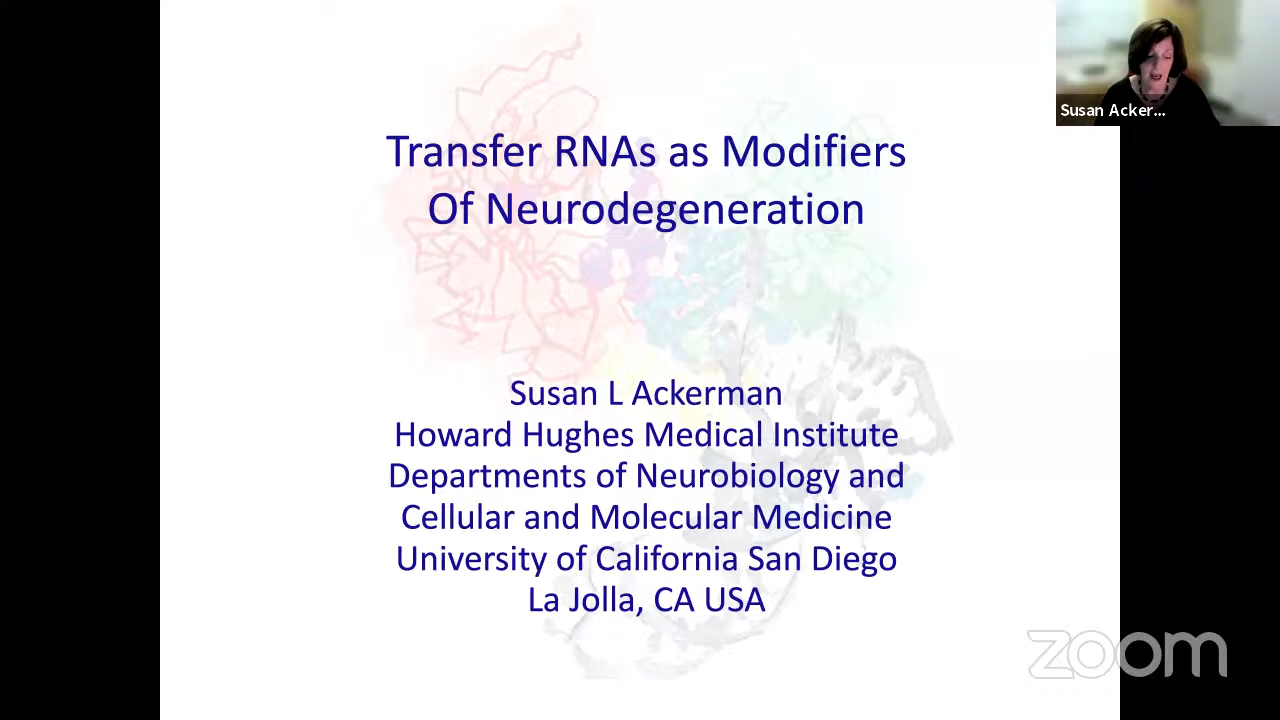 Susan Acker...
Transfer RNAs as Modifiers
Of Neurodegeneration
Susan L Ackerman
Howard Hughes Medical Institute
Departments of Neurobiology and
Cellular and Molecular Medicine
University of California San Diego
La Jolla, CA USA
zoom